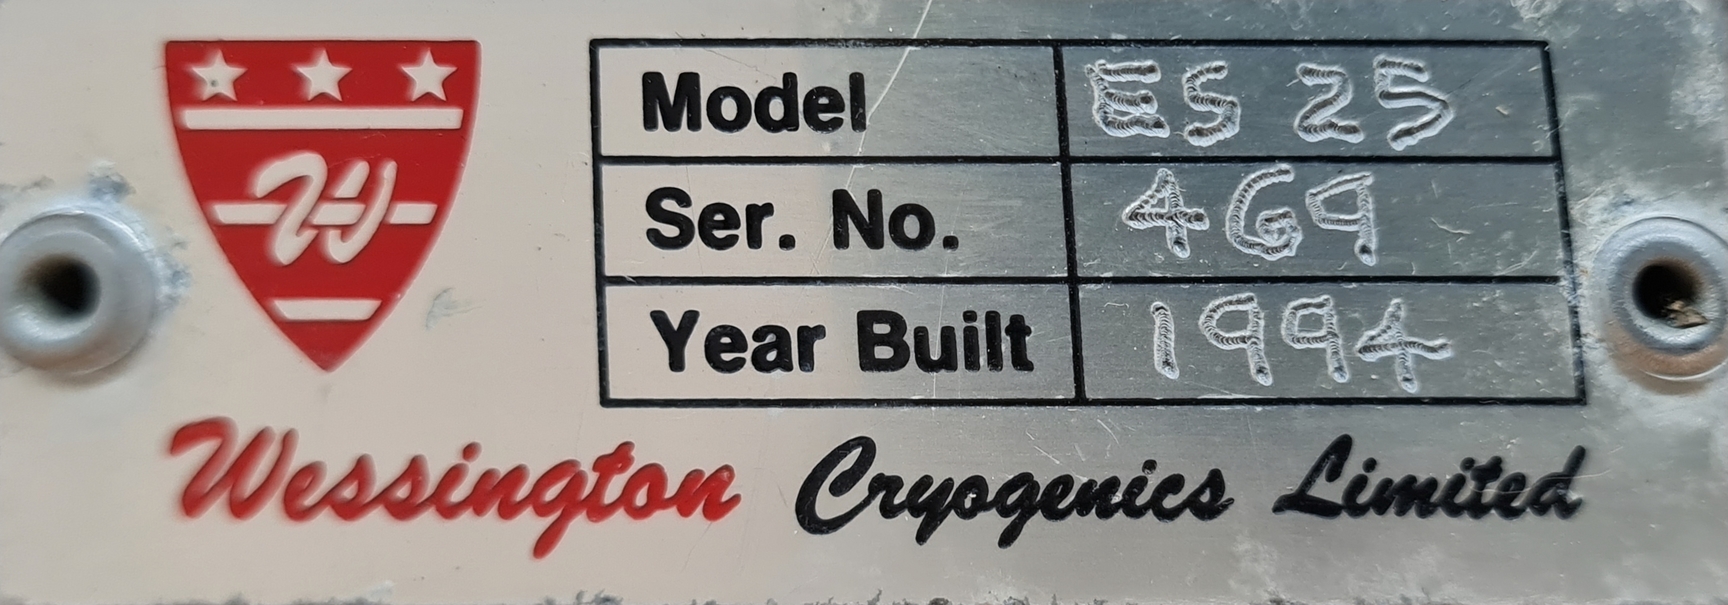 W
Model ES 25
Ser. No. 469
Year Built 1994
Wessington Cryogenics Limited